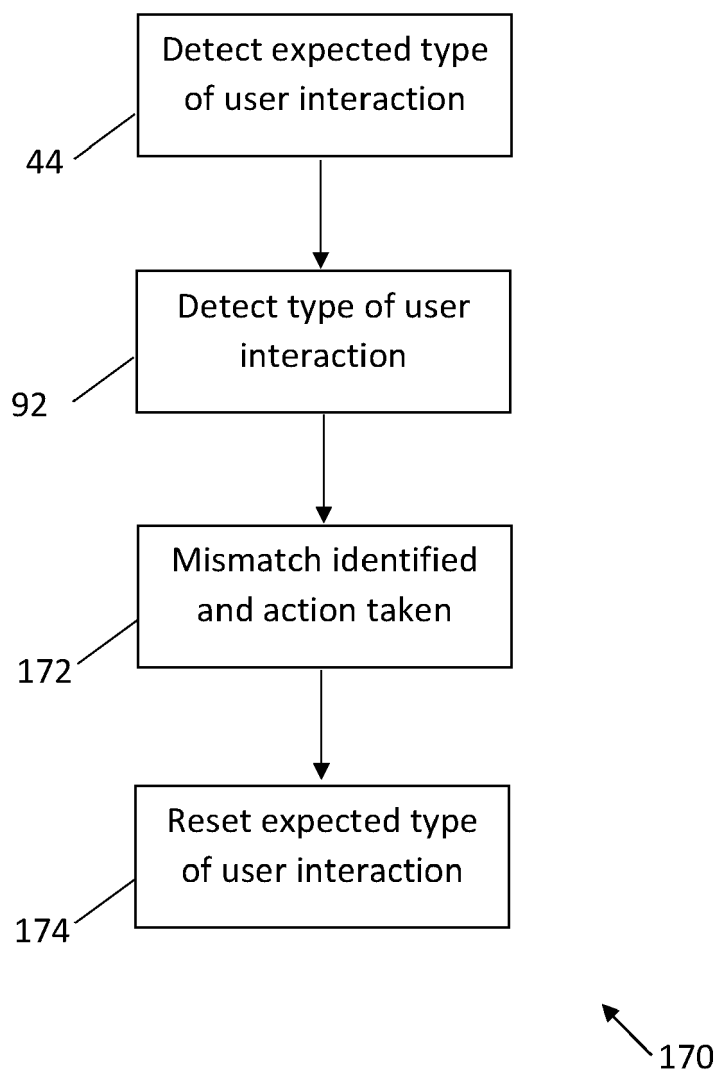 Detect expected type
of user interaction
44
Detect type of user
interaction
92
Mismatch identified
and action taken
172
Reset expected type
of user interaction
174
170